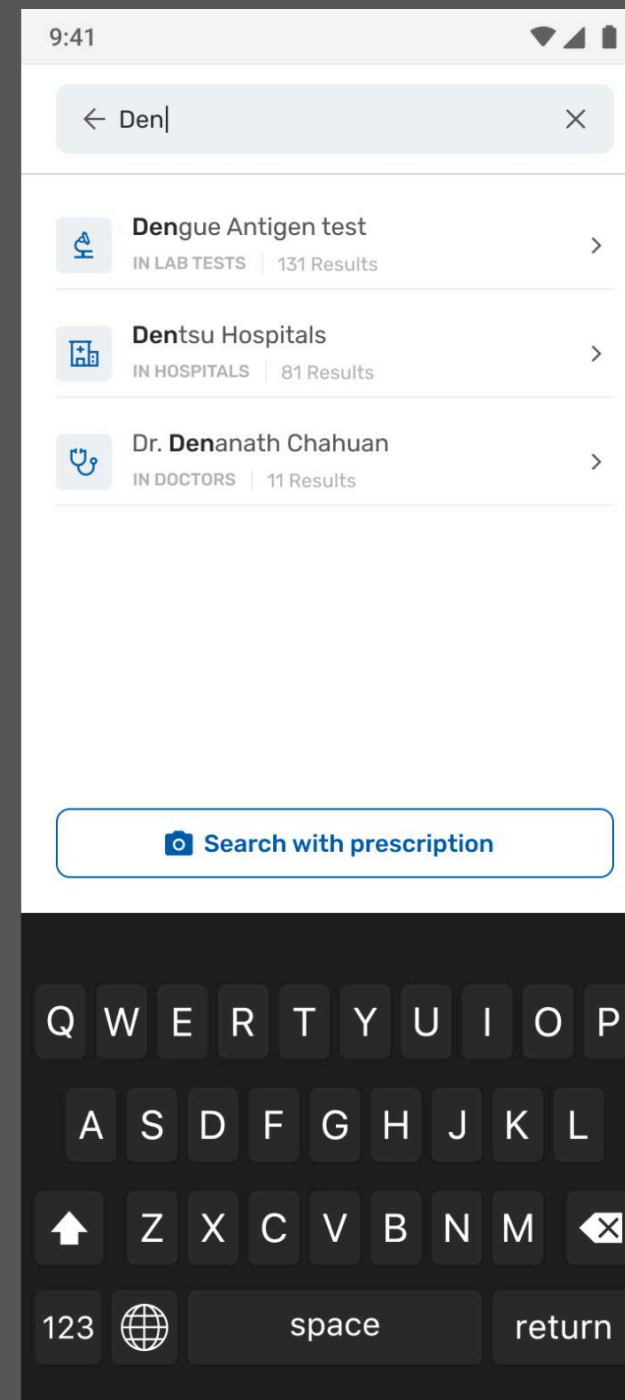 9:41
Den
Dengue Antigen test
IN LAB TESTS 131 Results
Dentsu Hospitals
IN HOSPITALS 81 Results
Dr. Denanath Chahuan
IN DOCTORS 11 Results
Search with prescription
Q W E R T Y U I O P
A S D F G H J K L
Z X C V B N M
123 space return